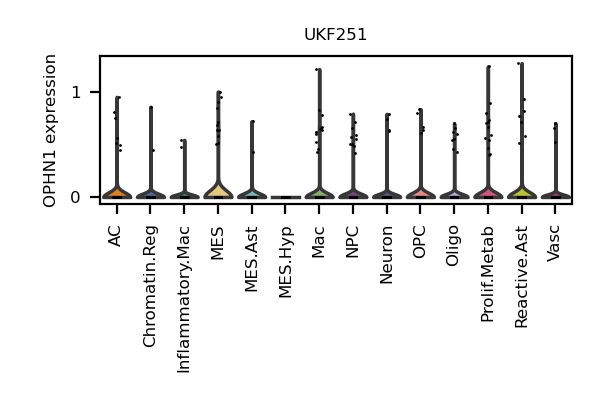 UKF251
OPHN1 expression
1
0
AC
Chromatin.Reg
Inflammatory.Mac
MES
MES.Ast
MES.Hyp
Mac
NPC
Neuron
OPC
Oligo
Prolif.Metab
Reactive.Ast
Vasc